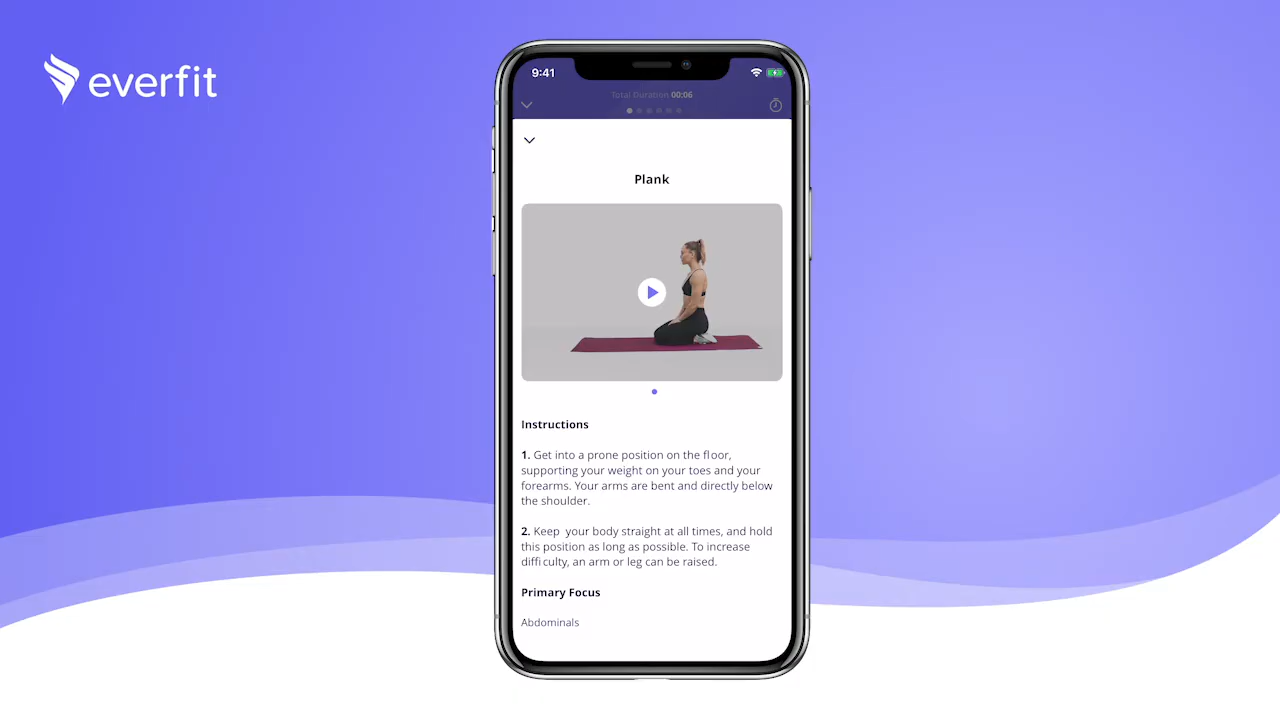 everfit
9:41
Total Duration 00:06
Plank
Instructions
1. Get into a prone position on the floor,
supporting your weight on your toes and your
forearms. Your arms are bent and directly below
the shoulder.
2. Keep  your body straight at all times, and hold
this position as long as possible. To increase
difficulty, an arm or leg can be raised.
Primary Focus
Abdominals